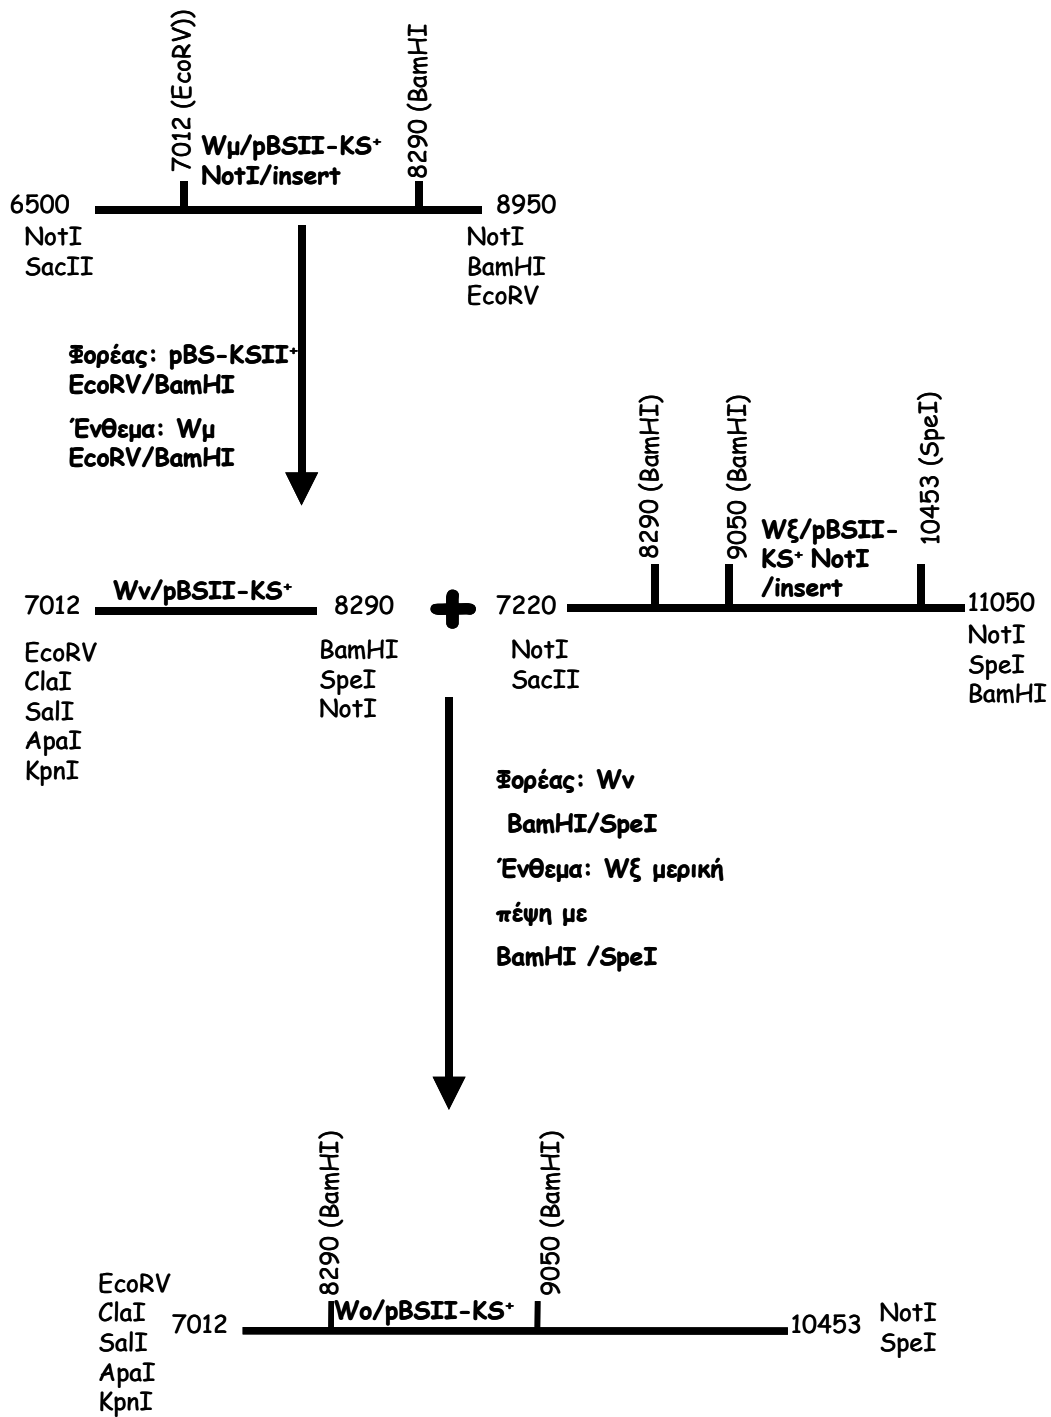 7012 (EcoRV))
8290 (BamHI
Wμ/pBSII-KS⁺
NotI/insert
6500
8950
NotI
SacII
NotI
BamHI
EcoRV
Φορέας: pBS-KSII⁺
EcoRV/BamHI
Ένθεμα: Wμ
EcoRV/BamHI
8290 (BamHI)
9050 (BamHI)
10453 (SpeI)
Wξ/pBSII-
KS⁺ NotI
/insert
Wν/pBSII-KS⁺
7012
8290
+
7220
11050
EcoRV
ClaI
SalI
ApaI
KpnI
BamHI
SpeI
NotI
NotI
SacII
NotI
SpeI
BamHI
Φορέας: Wν
BamHI/SpeI
Ένθεμα: Wξ μερική
πέψη με
BamHI /SpeI
8290 (BamHI)
9050 (BamHI)
EcoRV
ClaI
SalI
ApaI
KpnI
7012
Wο/pBSII-KS⁺
10453
NotI
SpeI